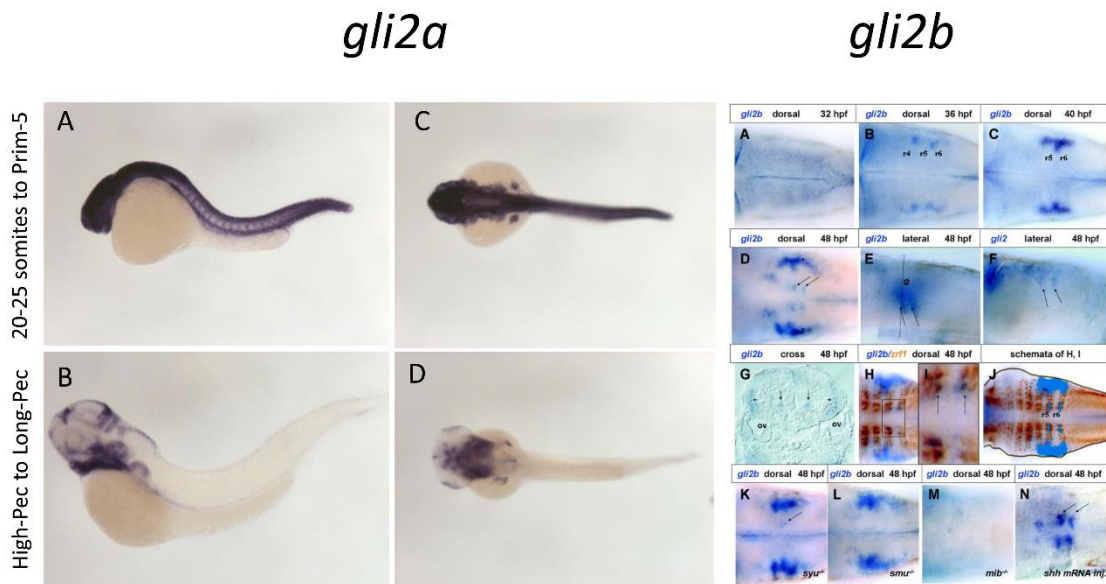 gli2a
gli2b
20-25 somites to Prim-5
High-Pec to Long-Pec
A
C
B
D
gli2b dorsal 32 hpf
gli2b dorsal 36 hpf
gli2b dorsal 40 hpf
A
B
r4 r5 r6
C
r5 r6
gli2b dorsal 48 hpf
gli2b lateral 48 hpf
gli2 lateral 48 hpf
D
E
G
F
gli2b cross 48 hpf
gli2b/zrf1 dorsal 48 hpf
schemata of H, I
G
ov ov
H
I
J
r5 r6
gli2b dorsal 48 hpf
gli2b dorsal 48 hpf
gli2b dorsal 48 hpf
gli2b dorsal 48 hpf
K
syu-/-
L
smu-/-
M
mib-/-
N
shh mRNA inj.